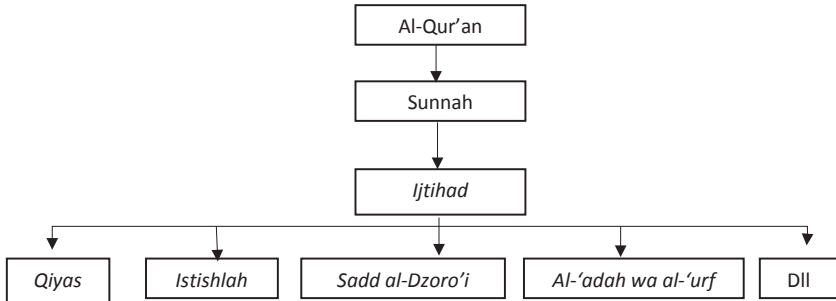 Al-Qur’an
Sunnah
Ijtihad
Qiyas
Istishlah
Sadd al-Dzoro’i
Al-‘adah wa al-‘urf
Dll